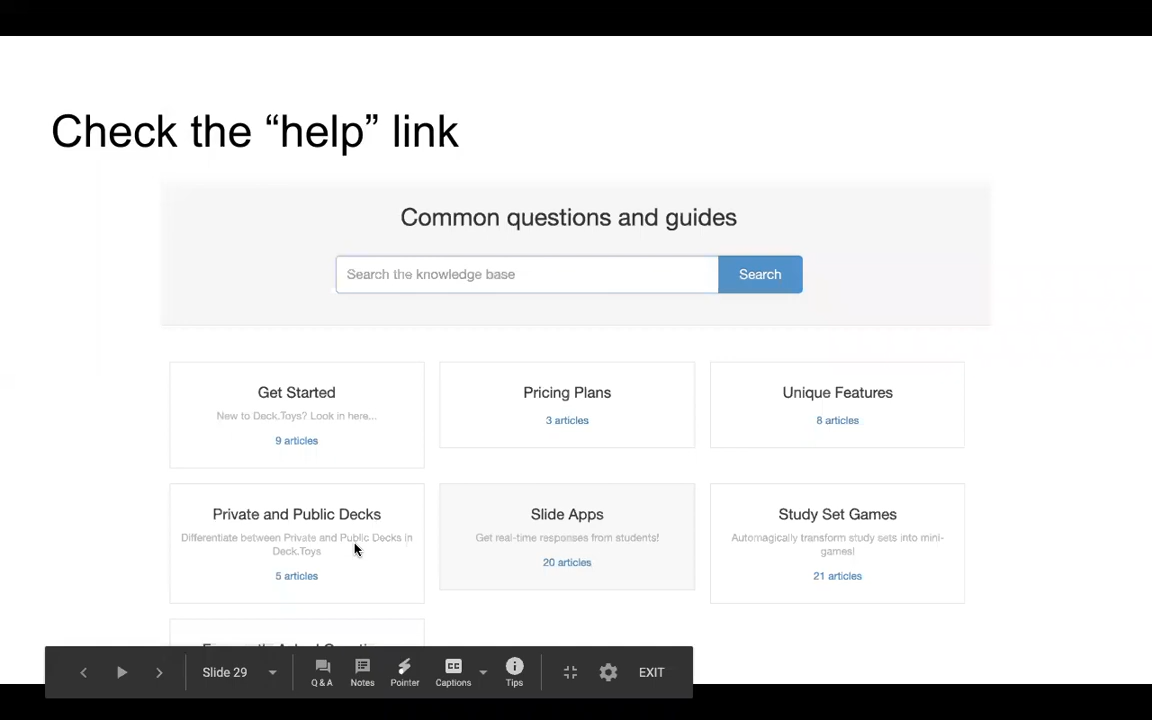 Check the “help” link
Common questions and guides
Search the knowledge base
Search
Get Started
New to Deck.Toys? Look in here...
9 articles
Pricing Plans
3 articles
Unique Features
8 articles
Private and Public Decks
Differentiate between Private and Public Decks in
Deck.Toys
5 articles
Slide Apps
Get real-time responses from students!
20 articles
Study Set Games
Automagically transform study sets into mini-
games!
21 articles
Slide 29
Q & A
Notes
Pointer
CC
Captions
Tips
EXIT